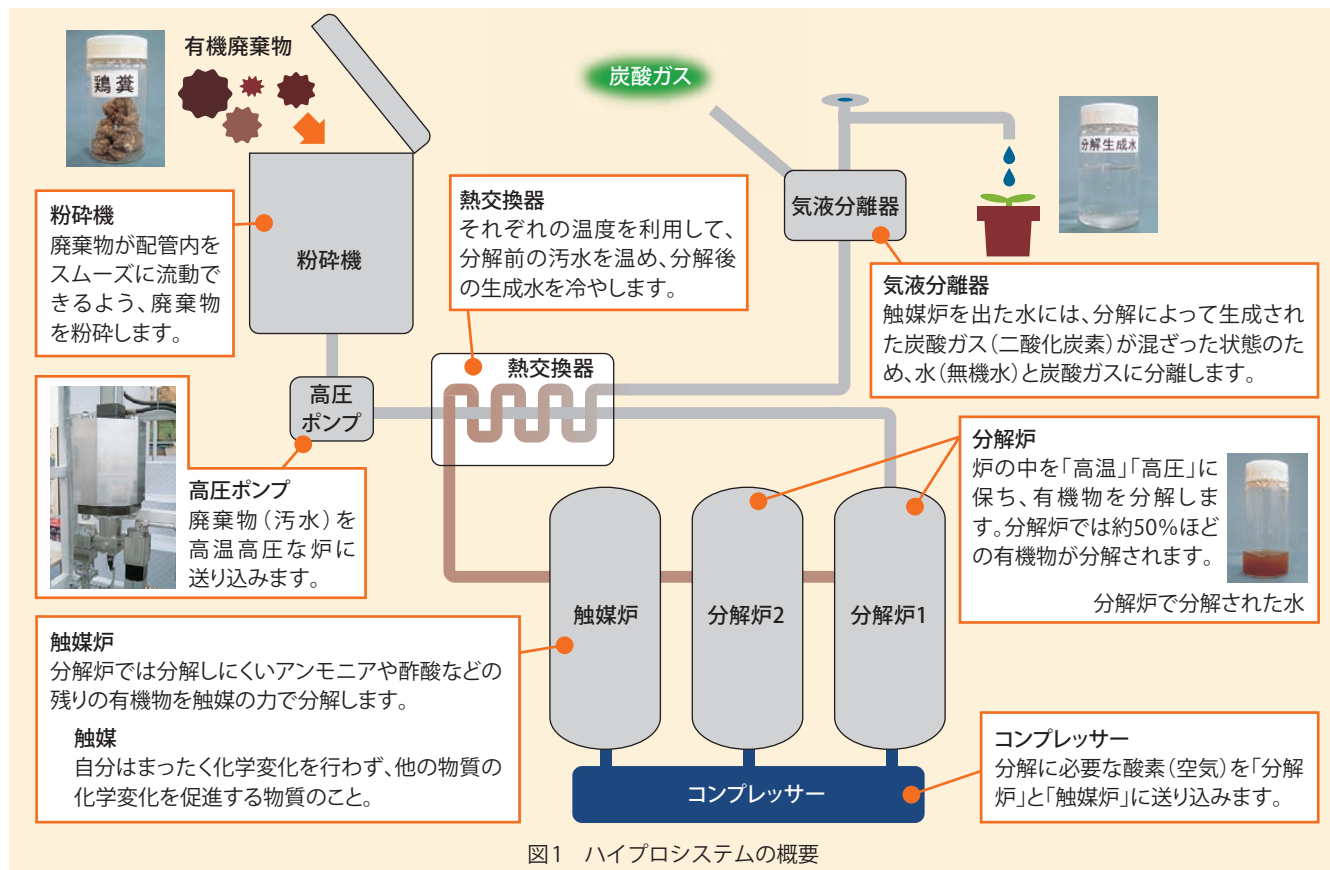 有機廃棄物
鶏糞
炭酸ガス
分解生成水
粉砕機
廃棄物が配管内を
スムーズに流動で
きるよう、廃棄物
を粉砕します。
粉砕機
熱交換器
それぞれの温度を利用して、
分解前の汚水を温め、分解後
の生成水を冷やします。
気液分離器
気液分離器
触媒炉を出た水には、分解によって生成され
た炭酸ガス（二酸化炭素）が混ざった状態のた
め、水（無機水）と炭酸ガスに分離します。
熱交換器
高圧
ポンプ
高圧ポンプ
廃棄物（汚水）を
高温高圧な炉に
送り込みます。
分解炉
炉の中を「高温」「高圧」に
保ち、有機物を分解しま
す。分解炉では約50%ほど
の有機物が分解されます。
分解炉で分解された水
触媒炉
分解炉2
分解炉1
触媒炉
分解炉では分解しにくいアンモニアや酢酸などの
残りの有機物を触媒の力で分解します。
触媒
自分はまったく化学変化を行わず、他の物質の
化学変化を促進する物質のこと。
コンプレッサー
コンプレッサー
分解に必要な酸素（空気）を「分解
炉」と「触媒炉」に送り込みます。
図1　ハイプロシステムの概要